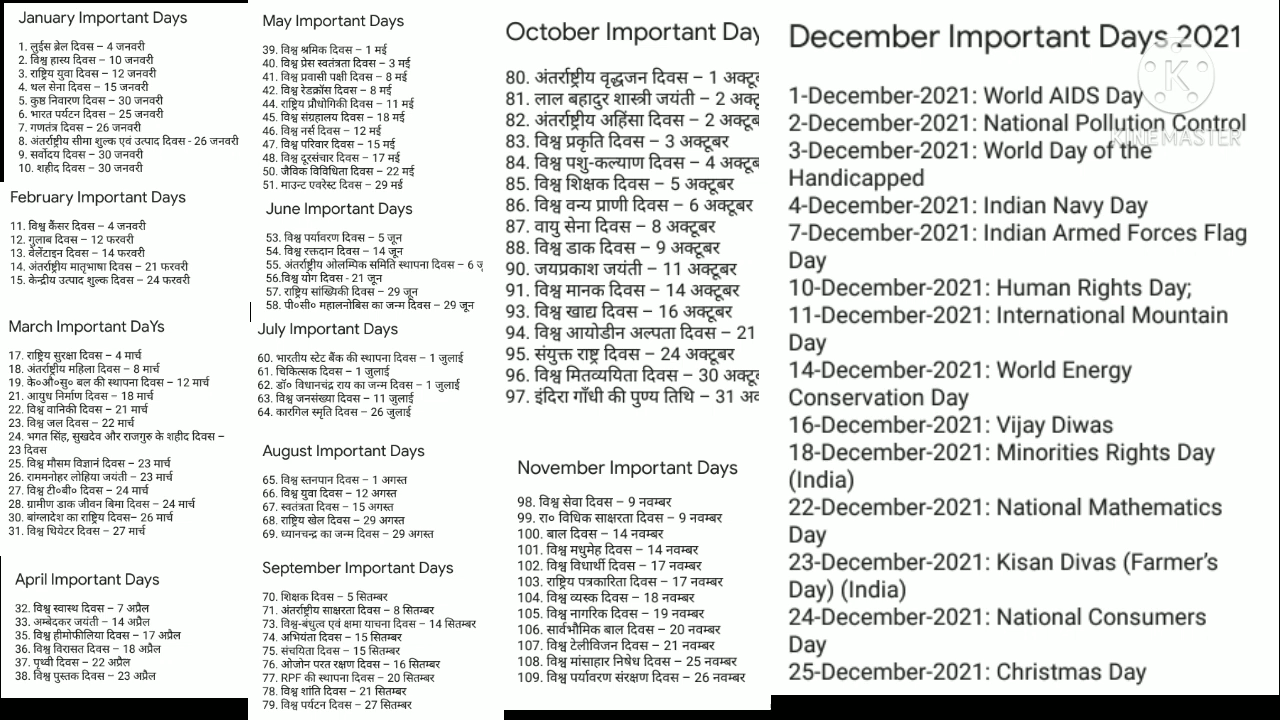 January Important Days
1. लुईस ब्रेल दिवस – 4 जनवरी
2. विश्व हास्य दिवस – 10 जनवरी
3. राष्ट्रिय युवा दिवस – 12 जनवरी
4. थल सेना दिवस – 15 जनवरी
5. कुष्ठ निवारण दिवस – 30 जनवरी
6. भारत पर्यटन दिवस – 25 जनवरी
7. गणतंत्र दिवस – 26 जनवरी
8. अंतर्राष्ट्रीय सीमा शुल्क एवं उत्पाद दिवस - 26 जनवरी
9. सर्वोदय दिवस – 30 जनवरी
10. शहीद दिवस – 30 जनवरी
February Important Days
11. विश्व कैंसर दिवस – 4 जनवरी
12. गुलाब दिवस – 12 फरवरी
13. वेलेंटाइन दिवस – 14 फरवरी
14. अंतर्राष्ट्रीय मातृभाषा दिवस – 21 फरवरी
15. केन्द्रीय उत्पाद शुल्क दिवस – 24 फरवरी
March Important DaYs
17. राष्ट्रिय सुरक्षा दिवस – 4 मार्च
18. अंतर्राष्ट्रीय महिला दिवस – 8 मार्च
19. के०औ०सु० बल की स्थापना दिवस – 12 मार्च
21. आयुध निर्माण दिवस – 18 मार्च
22. विश्व वानिकी दिवस – 21 मार्च
23. विश्व जल दिवस – 22 मार्च
24. भगत सिंह, सुखदेव और राजगुरु के शहीद दिवस –
23 दिवस
25. विश्व मौसम विज्ञानं दिवस – 23 मार्च
26. राममनोहर लोहिया जयंती – 23 मार्च
27. विश्व टी०बी० दिवस – 24 मार्च
28. ग्रामीण डाक जीवन बिमा दिवस – 24 मार्च
30. बांग्लादेश का राष्ट्रिय दिवस– 26 मार्च
31. विश्व थियेटर दिवस – 27 मार्च
April Important Days
32. विश्व स्वास्थ दिवस – 7 अप्रैल
33. अम्बेदकर जयंती – 14 अप्रैल
35. विश्व हीमोफीलिया दिवस – 17 अप्रैल
36. विश्व विरासत दिवस – 18 अप्रैल
37. पृथ्वी दिवस – 22 अप्रैल
38. विश्व पुस्तक दिवस – 23 अप्रैल
May Important Days
39. विश्व श्रमिक दिवस – 1 मई
40. विश्व प्रेस स्वतंत्रता दिवस – 3 मई
41. विश्व प्रवासी पक्षी दिवस – 8 मई
42. विश्व रेडक्रॉस दिवस – 8 मई
44. राष्ट्रिय प्रौधोगिकी दिवस – 11 मई
45. विश्व संग्रहालय दिवस – 18 मई
46. विश्व नर्स दिवस – 12 मई
47. विश्व परिवार दिवस – 15 मई
48. विश्व दूरसंचार दिवस – 17 मई
50. जैविक विविधिता दिवस – 22 मई
51. माउन्ट एवरेस्ट दिवस – 29 मई
June Important Days
53. विश्व पर्यावरण दिवस – 5 जून
54. विश्व रक्तदान दिवस – 14 जून
55. अंतर्राष्ट्रीय ओलम्पिक समिति स्थापना दिवस – 6
56.विश्व योग दिवस - 21 जून
57. राष्ट्रिय सांख्यिकी दिवस – 29 जून
58. पी०सी० महालनोबिस का जन्म दिवस – 29 जून
July Important Days
60. भारतीय स्टेट बैंक की स्थापना दिवस – 1 जुलाई
61. चिकित्सक दिवस – 1 जुलाई
62. डॉ० विधानचंद्र राय का जन्म दिवस – 1 जुलाई
63. विश्व जनसंख्या दिवस – 11 जुलाई
64. कारगिल स्मृति दिवस – 26 जुलाई
August Important Days
65. विश्व स्तनपान दिवस – 1 अगस्त
66. विश्व युवा दिवस – 12 अगस्त
67. स्वतंत्रता दिवस – 15 अगस्त
68. राष्ट्रिय खेल दिवस – 29 अगस्त
69. ध्यानचन्द्र का जन्म दिवस – 29 अगस्त
September Important Days
70. शिक्षक दिवस – 5 सितम्बर
71. अंतर्राष्ट्रीय साक्षरता दिवस – 8 सितम्बर
73. विश्व-बंधुत्व एवं क्षमा याचना दिवस – 14 सितम्बर
74. अभियंता दिवस – 15 सितम्बर
75. संचयिता दिवस – 15 सितम्बर
76. ओजोन परत रक्षण दिवस – 16 सितम्बर
77. RPF की स्थापना दिवस – 20 सितम्बर
78. विश्व शांति दिवस – 21 सितम्बर
79. विश्व पर्यटन दिवस – 27 सितम्बर
October Important Day
80. अंतर्राष्ट्रीय वृद्धजन दिवस – 1 अक्टू
81. लाल बहादुर शास्त्री जयंती – 2 अक्टू
82. अंतर्राष्ट्रीय अहिंसा दिवस – 2 अक्टूब
83. विश्व प्रकृति दिवस – 3 अक्टूबर
84. विश्व पशु-कल्याण दिवस – 4 अक्टूब
85. विश्व शिक्षक दिवस – 5 अक्टूबर
86. विश्व वन्य प्राणी दिवस – 6 अक्टूबर
87. वायु सेना दिवस – 8 अक्टूबर
88. विश्व डाक दिवस – 9 अक्टूबर
90. जयप्रकाश जयंती – 11 अक्टूबर
91. विश्व मानक दिवस – 14 अक्टूबर
93. विश्व खाद्य दिवस – 16 अक्टूबर
94. विश्व आयोडीन अल्पता दिवस – 21
95. संयुक्त राष्ट्र दिवस – 24 अक्टूबर
96. विश्व मितव्ययिता दिवस – 30 अक्टू
97. इंदिरा गाँधी की पुण्य तिथि – 31 अ
November Important Days
98. विश्व सेवा दिवस – 9 नवम्बर
99. रा० विधिक साक्षरता दिवस – 9 नवम्बर
100. बाल दिवस – 14 नवम्बर
101. विश्व मधुमेह दिवस – 14 नवम्बर
102. विश्व विधार्थी दिवस – 17 नवम्बर
103. राष्ट्रिय पत्रकारिता दिवस – 17 नवम्बर
104. विश्व व्यस्क दिवस – 18 नवम्बर
105. विश्व नागरिक दिवस – 19 नवम्बर
106. सार्वभौमिक बाल दिवस – 20 नवम्बर
107. विश्व टेलीविजन दिवस – 21 नवम्बर
108. विश्व मांसाहार निषेध दिवस – 25 नवम्बर
109. विश्व पर्यावरण संरक्षण दिवस – 26 नवम्बर
December Important Days 2021
1-December-2021: World AIDS Day
2-December-2021: National Pollution Control
3-December-2021: World Day of the
Handicapped
4-December-2021: Indian Navy Day
7-December-2021: Indian Armed Forces Flag
Day
10-December-2021: Human Rights Day;
11-December-2021: International Mountain
Day
14-December-2021: World Energy
Conservation Day
16-December-2021: Vijay Diwas
18-December-2021: Minorities Rights Day
(India)
22-December-2021: National Mathematics
Day
23-December-2021: Kisan Divas (Farmer's
Day) (India)
24-December-2021: National Consumers
Day
25-December-2021: Christmas Day
K
KINEMASTER